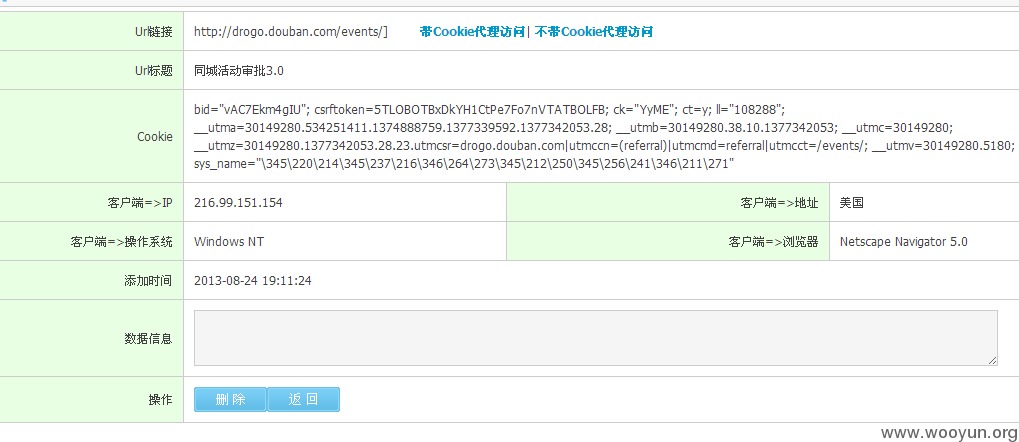 Url链接 http://drogo.douban.com/events/] 带Cookie代理访问 | 不带Cookie代理访问
Url标题 同城活动审批3.0
Cookie
bid="vAC7Ekm4gIU"; csrftoken=5TLOBOTBxDkYH1CtPe7Fo7nVTATBOLFB; ck="YyME"; ct=y; ll="108288";
__utma=30149280.534251411.1374888759.1377339592.1377342053.28; __utmb=30149280.38.10.1377342053; __utmc=30149280;
__utmz=30149280.1377342053.28.23.utmcsr=drogo.douban.com|utmccn=(referral)|utmcmd=referral|utmcct=/events/; __utmv=30149280.5180;
sys_name="\345\220\214\345\237\216\346\264\273\345\212\250\345\256\241\346\211\271"
客户端=>IP 216.99.151.154 客户端=>地址 美国
客户端=>操作系统 Windows NT 客户端=>浏览器 Netscape Navigator 5.0
添加时间 2013-08-24 19:11:24
数据信息
操作 删 除 返 回
www.wooyun.org